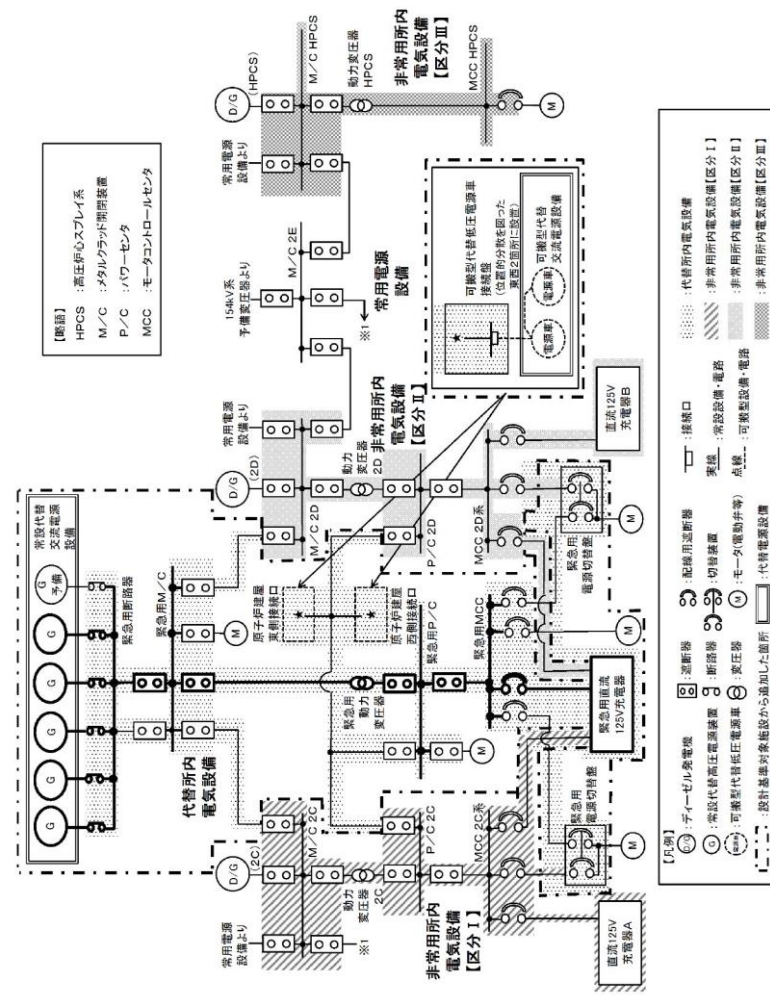 【略語】
HPCS :高圧炉心スプレイ系
M/C :メタルクラッド開閉装置
P/C :パワーセンタ
MCC :モータコントロールセンタ
常設代替
交流電源
設備
G
G
G
G
G
G
予備
緊急用断路器
緊急用M/C
代替所内
電気設備
M
常用電源
設備より
D/G
(2C)
M/C 2C
※1
動力
変圧器
2C
P/C 2C
非常用所内
電気設備
【区分Ⅰ】
MCC 2C系
直流125V
充電器A
緊急用
電源切替盤
M
原子炉建屋
東側接続口
原子炉建屋
西側接続口
緊急用
動力
変圧器
緊急用P/C
M
緊急用MCC
M
緊急用直流
125V充電器
D/G
(2D)
常用電源
設備より
M/C 2D
動力
変圧器
2D
非常用所内
電気設備
【区分Ⅱ】
P/C 2D
MCC 2D系
緊急用
電源切替盤
M
直流125V
充電器B
154kV系
予備変圧器より
M/C 2E
※1
常用電源
設備
可搬型代替低圧電源車
接続盤
(位置的分散を図った
東西2箇所に設置)
可搬型代替
交流電源設備
電源車
電源車
常用電源
設備より
D/G
(HPCS)
M/C HPCS
動力変圧器
HPCS
非常用所内
電気設備
【区分Ⅲ】
MCC HPCS
M
【凡例】
D/G :ディーゼル発電機
G :常設代替高圧電源装置
電源車 :可搬型代替低圧電源車
:設計基準対象施設から追加した箇所
:遮断器
:断路器
:変圧器
:配線用遮断器
:切替装置
M :モータ(電動弁等)
:代替電源設備
:接続口
実線 :常設設備・電路
点線 :可搬型設備・電路
:代替所内電気設備
:非常用所内電気設備【区分Ⅰ】
:非常用所内電気設備【区分Ⅱ】
:非常用所内電気設備【区分Ⅲ】